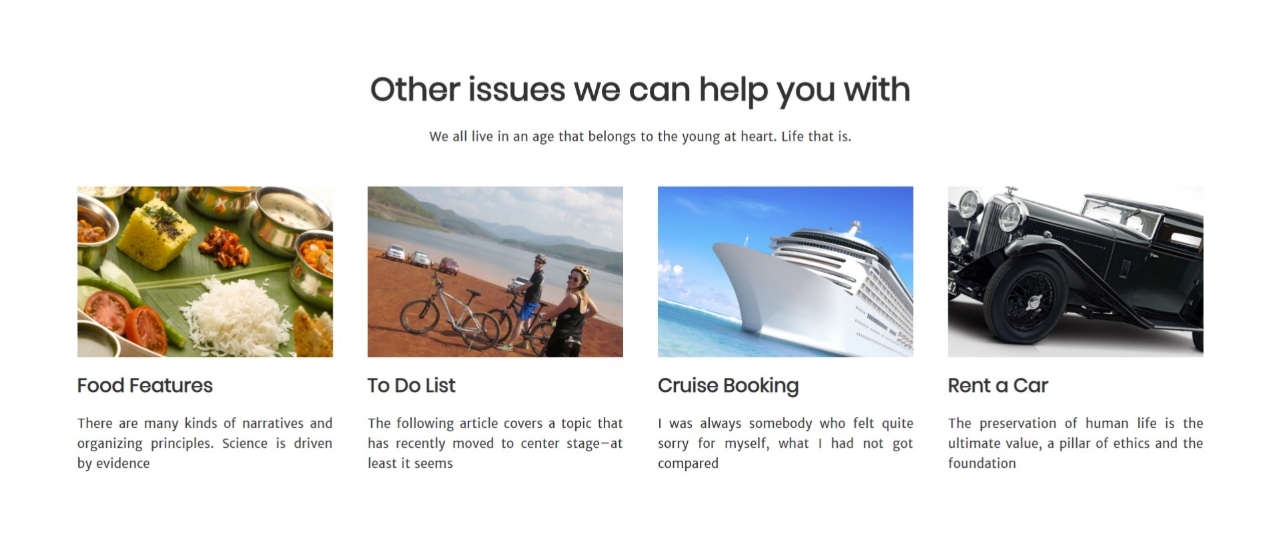 Other issues we can help you with
We all live in an age that belongs to the young at heart. Life that is.
Food Features
There are many kinds of narratives and
organizing principles. Science is driven
by evidence
To Do List
The following article covers a topic that
has recently moved to center stage–at
least it seems
Cruise Booking
I was always somebody who felt quite
sorry for myself, what I had not got
compared
Rent a Car
The preservation of human life is the
ultimate value, a pillar of ethics and the
foundation